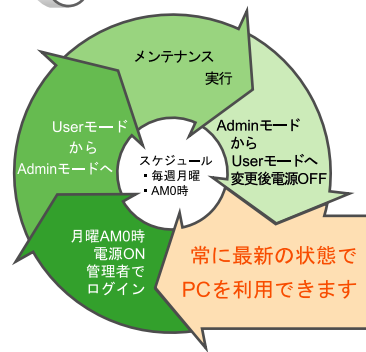 メンテナンス
実行
Adminモード
から
Userモードへ
変更後電源OFF
Userモード
から
Adminモードへ
スケジュール
・毎週月曜
・AM0時
月曜AM0時
電源ON
管理者で
ログイン
常に最新の状態で
PCを利用できます